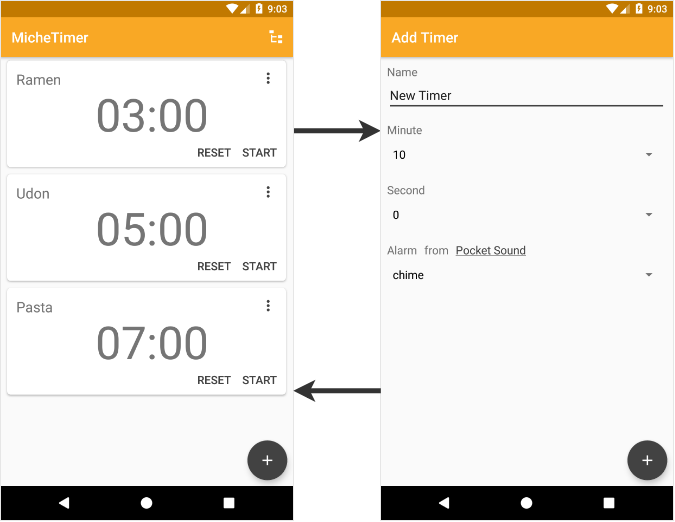 9:03
MicheTimer
Ramen
03:00
RESET START
Udon
05:00
RESET START
Pasta
07:00
RESET START
9:03
Add Timer
Name
New Timer
Minute
10
Second
0
Alarm from Pocket Sound
chime